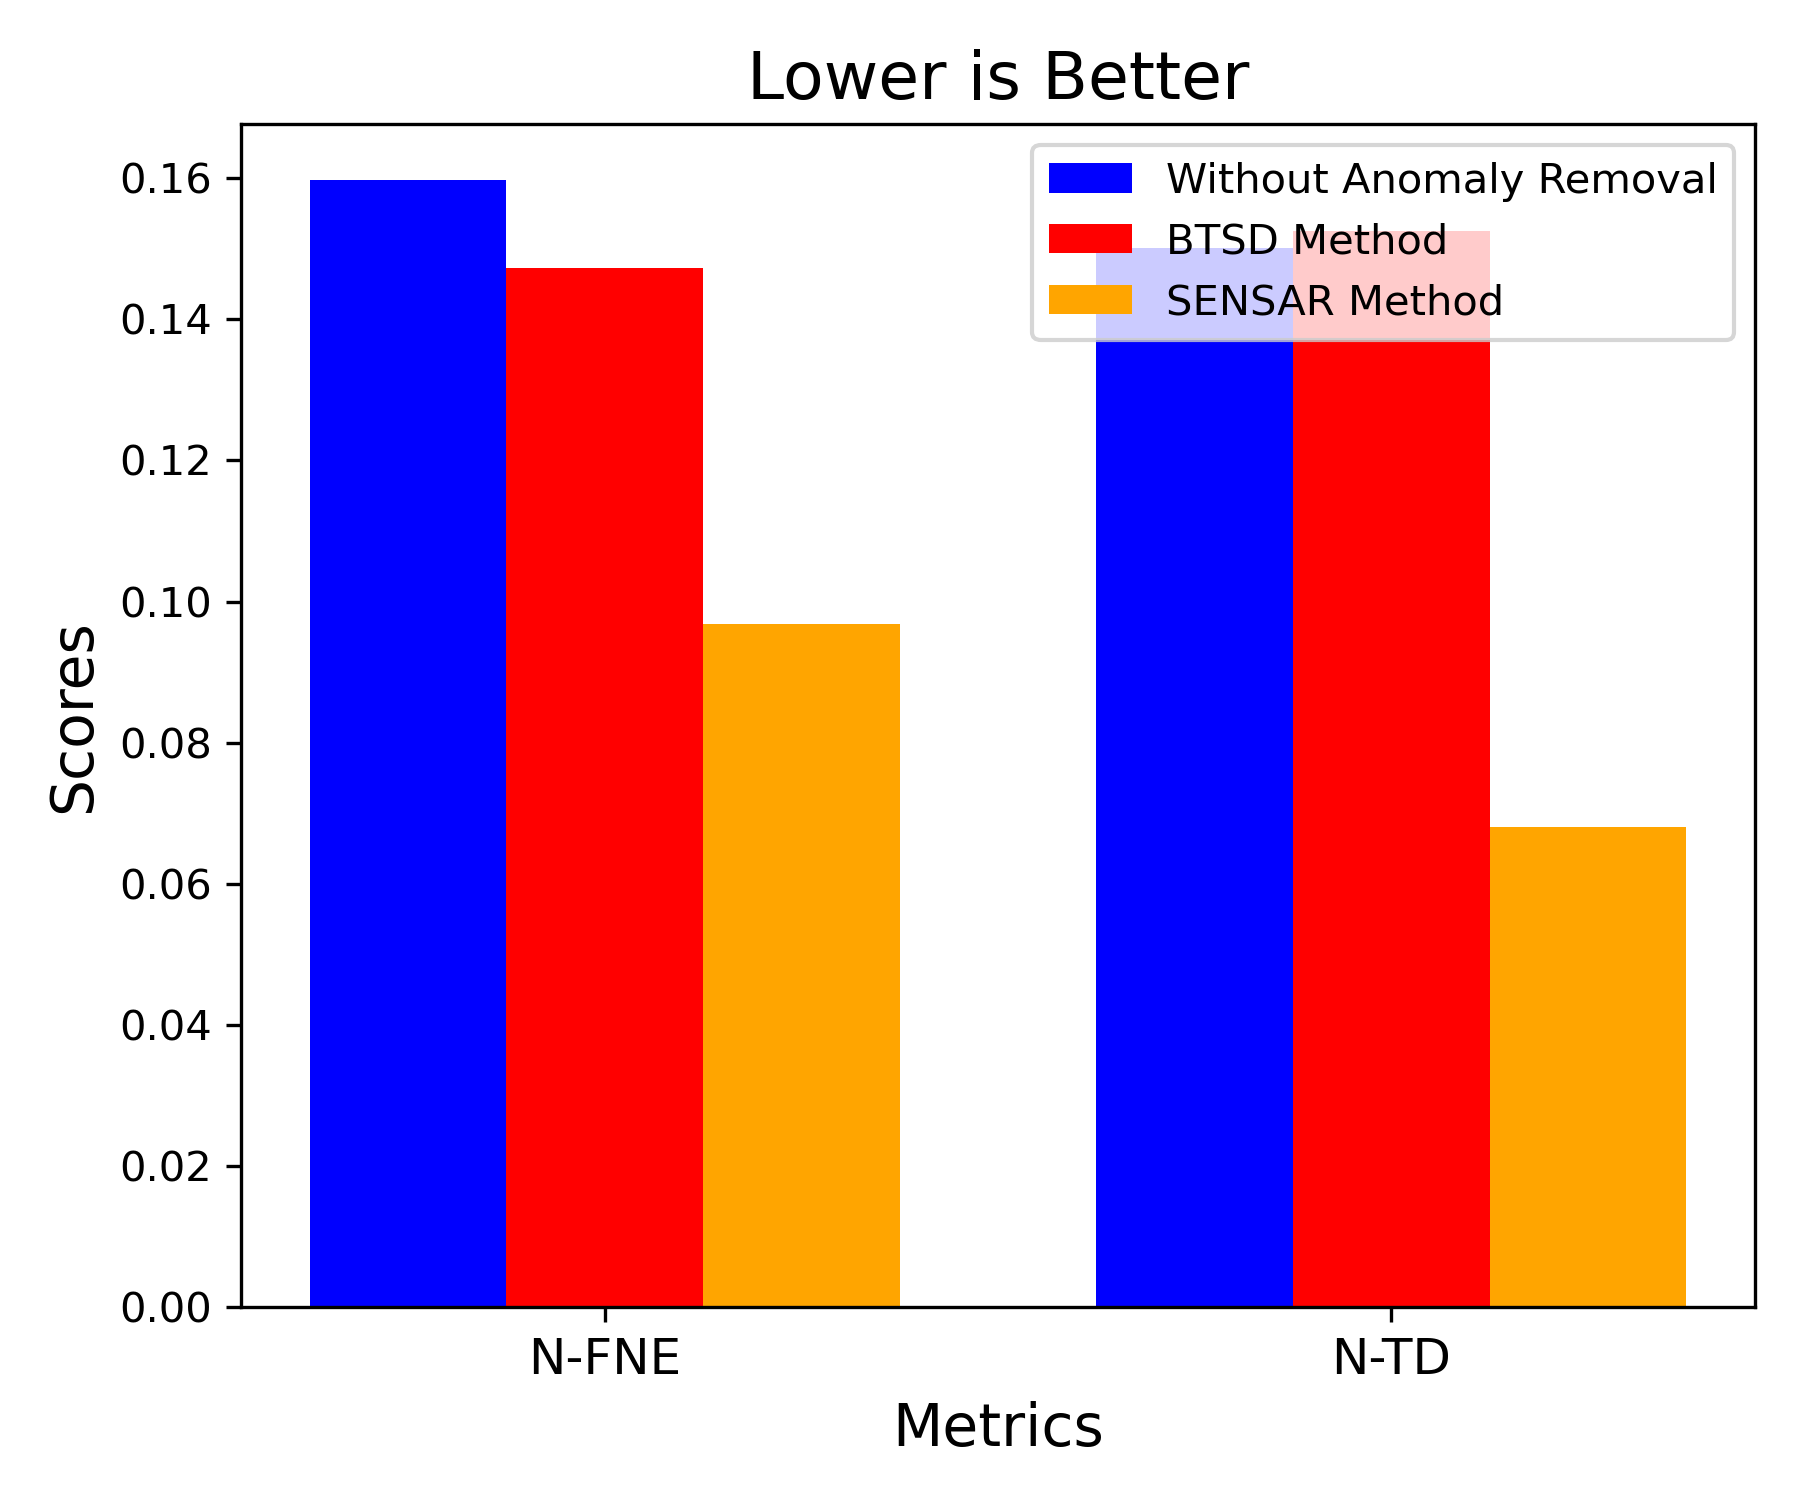 Lower is Better
Without Anomaly Removal
BTSD Method
SENSAR Method
0.16
0.14
0.12
0.10
0.08
0.06
0.04
0.02
0.00
Scores
N-FNE
N-TD
Metrics